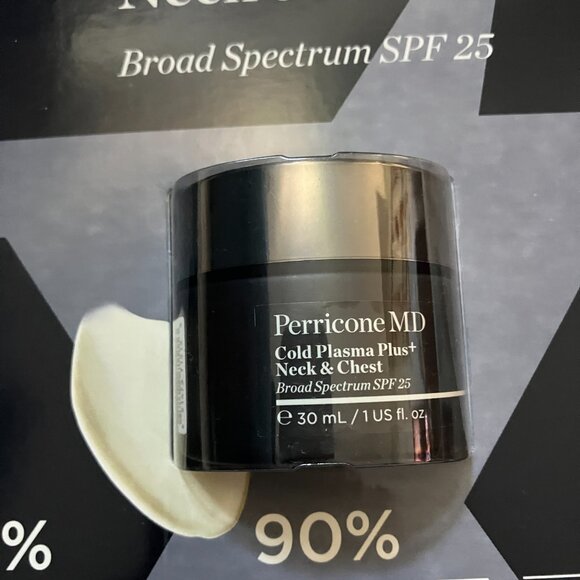 Broad Spectrum SPF 25
Perricone MD
Cold Plasma Plus+
Neck & Chest
Broad Spectrum SPF 25
℮ 30 mL / 1 US fl. oz.
%
90%